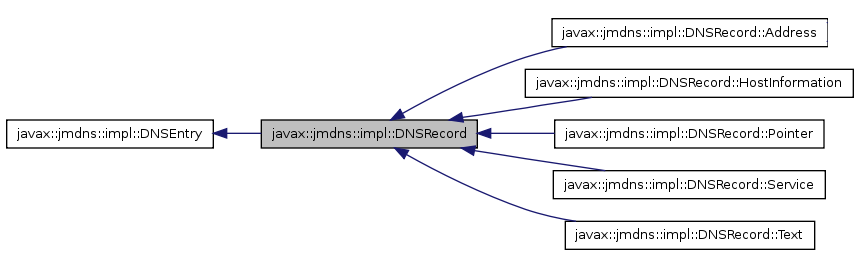 javax::jmdns::impl::DNSRecord::Address
javax::jmdns::impl::DNSRecord::HostInformation
javax::jmdns::impl::DNSEntry
javax::jmdns::impl::DNSRecord
javax::jmdns::impl::DNSRecord::Pointer
javax::jmdns::impl::DNSRecord::Service
javax::jmdns::impl::DNSRecord::Text